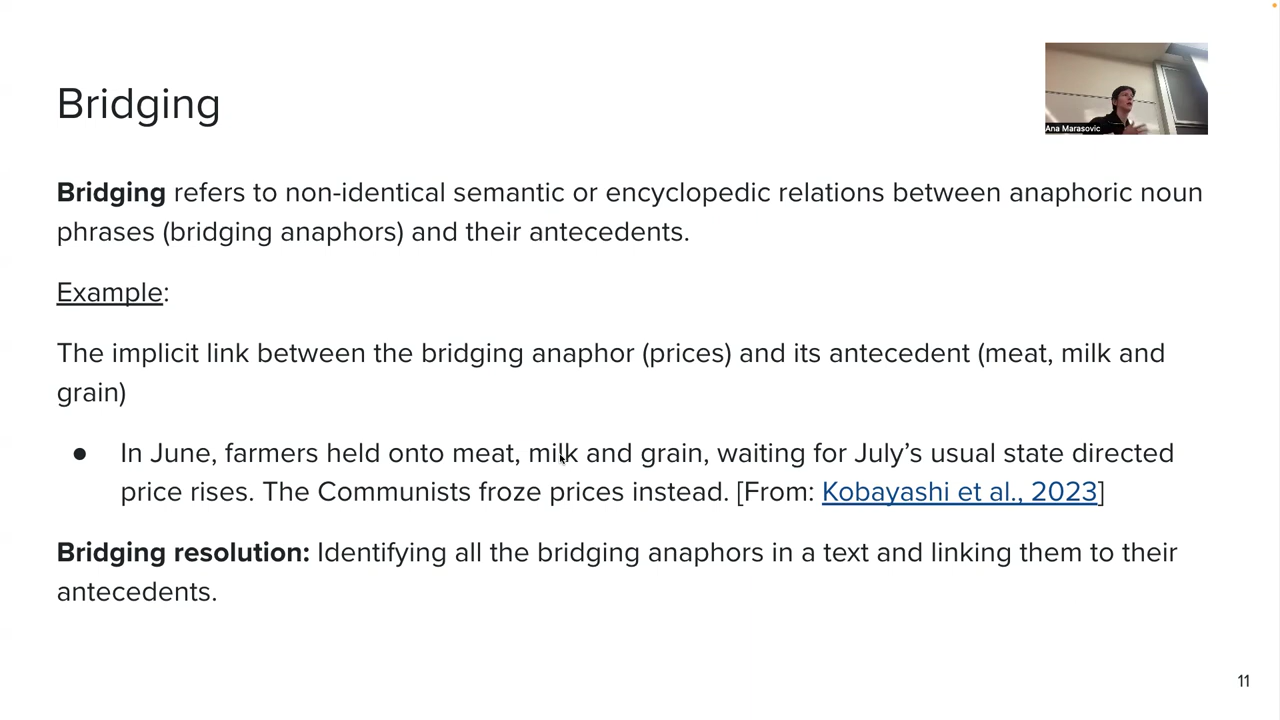 Bridging
Ana Marasovic
Bridging refers to non-identical semantic or encyclopedic relations between anaphoric noun
phrases (bridging anaphors) and their antecedents.
Example:
The implicit link between the bridging anaphor (prices) and its antecedent (meat, milk and
grain)
● In June, farmers held onto meat, milk and grain, waiting for July’s usual state directed
price rises. The Communists froze prices instead. [From: Kobayashi et al., 2023]
Bridging resolution: Identifying all the bridging anaphors in a text and linking them to their
antecedents.
11